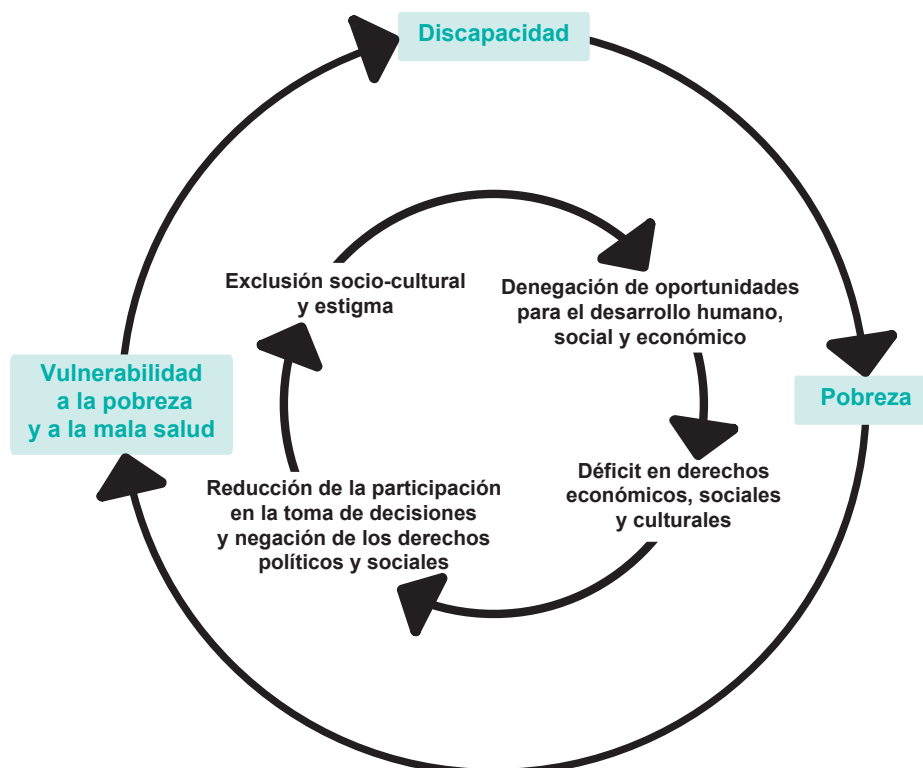 Discapacidad
Exclusión socio-cultural
y estigma
Denegación de oportunidades
para el desarrollo humano,
social y económico
Vulnerabilidad
a la pobreza
y a la mala salud
Pobreza
Reducción de la participación
en la toma de decisiones
y negación de los derechos
políticos y sociales
Déficit en derechos
económicos, sociales
y culturales